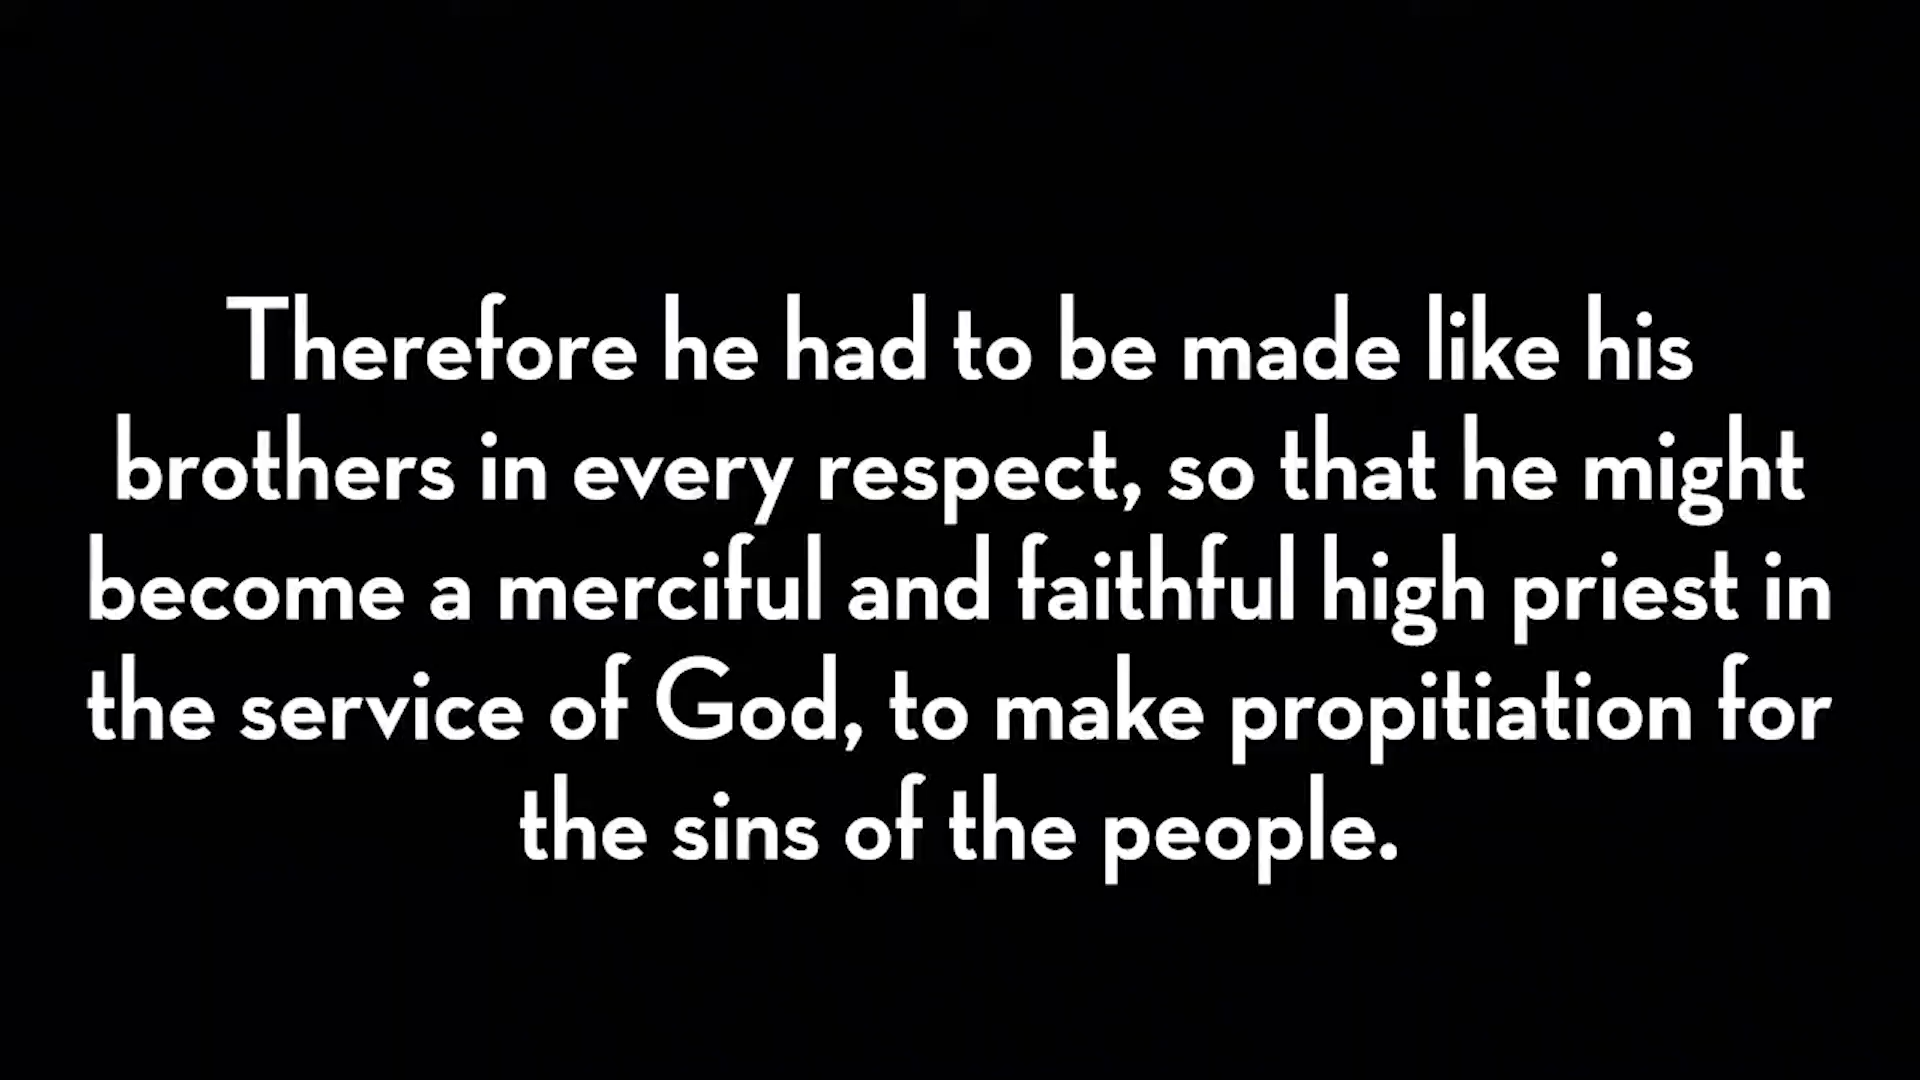 Therefore he had to be made like his
brothers in every respect, so that he might
become a merciful and faithful high priest in
the service of God, to make propitiation for
the sins of the people.